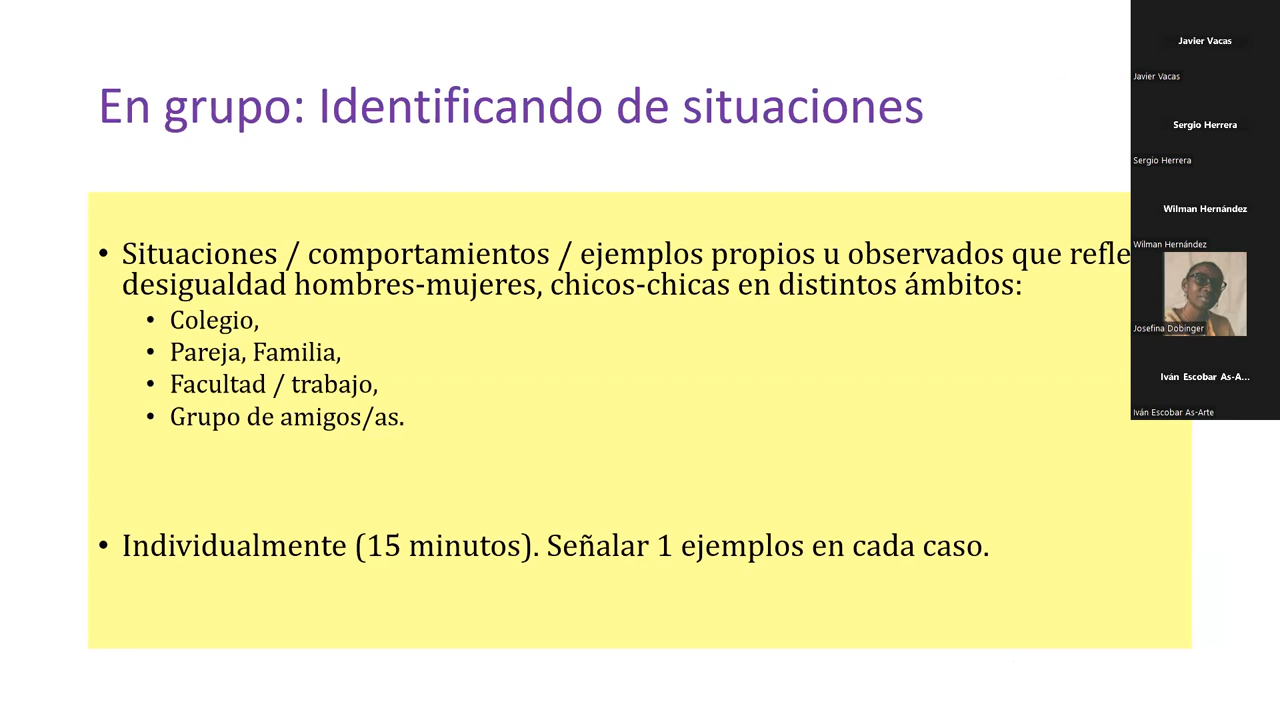 En grupo: Identificando de situaciones
• Situaciones / comportamientos / ejemplos propios u observados que refle
desigualdad hombres-mujeres, chicos-chicas en distintos ámbitos:
• Colegio,
• Pareja, Familia,
• Facultad / trabajo,
• Grupo de amigos/as.
• Individualmente (15 minutos). Señalar 1 ejemplos en cada caso.
Javier Vacas
Javier Vacas
Sergio Herrera
Sergio Herrera
Wilman Hernández
Wilman Hernández
Josefina Dobinger
Iván Escobar As-A...
Iván Escobar As-Arte